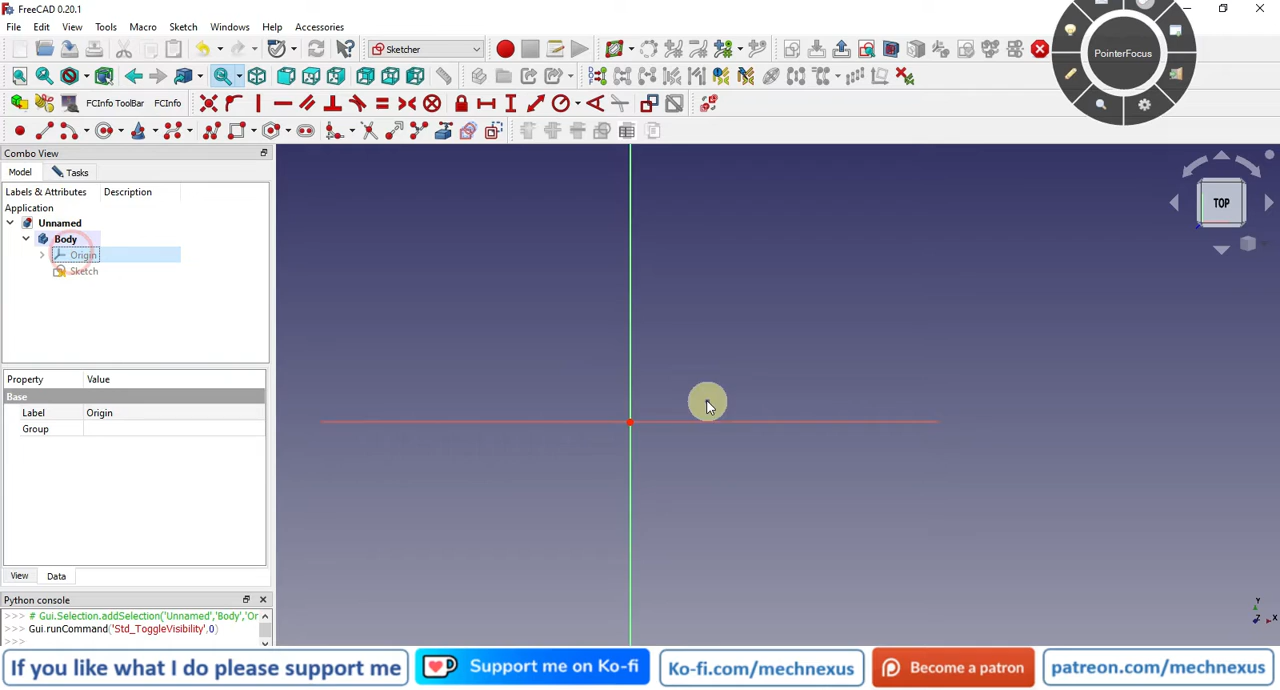 FreeCAD 0.20.1
File Edit View Tools Macro Sketch Windows Help Accessories
Sketcher
PointerFocus
FCInfo ToolBar FCInfo
Combo View
Model Tasks
Labels & Attributes Description
Application
Unnamed
Body
Origin
Sketch
TOP
Property Value
Base
Label Origin
Group
View Data
Python console
>>> # Gui.Selection.addSelection('Unnamed','Body','Or
>>> Gui.runCommand('Std_ToggleVisibility',0)
>>>
Y
Z X
If you like what I do please support me Support me on Ko-fi Ko-fi.com/mechnexus Become a patron patreon.com/mechnexus